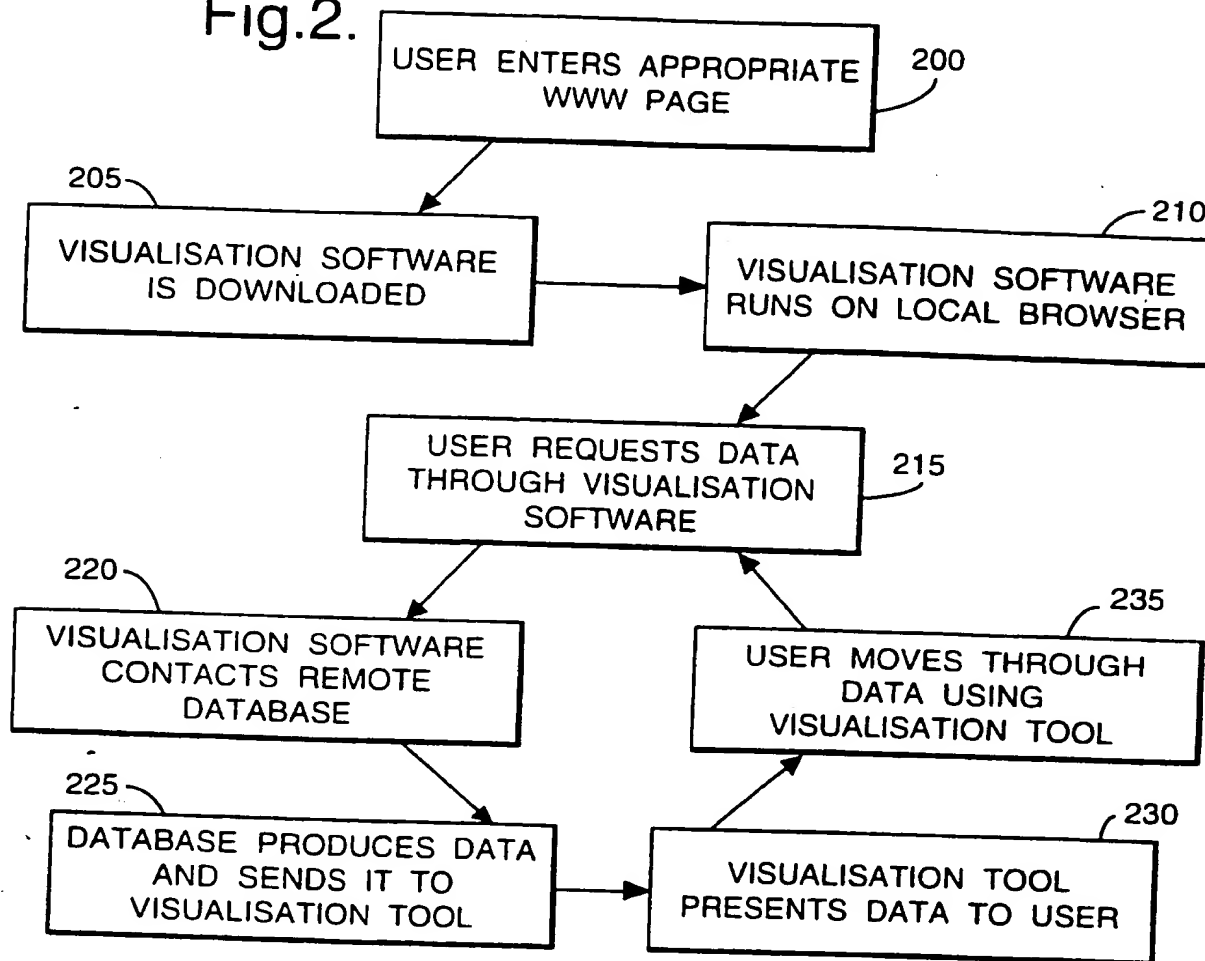 Fig.2.
USER ENTERS APPROPRIATE
WWW PAGE
200
205
VISUALISATION SOFTWARE
IS DOWNLOADED
210
VISUALISATION SOFTWARE
RUNS ON LOCAL BROWSER
USER REQUESTS DATA
THROUGH VISUALISATION
SOFTWARE
215
220
VISUALISATION SOFTWARE
CONTACTS REMOTE
DATABASE
225
DATABASE PRODUCES DATA
AND SENDS IT TO
VISUALISATION TOOL
230
VISUALISATION TOOL
PRESENTS DATA TO USER
235
USER MOVES THROUGH
DATA USING
VISUALISATION TOOL